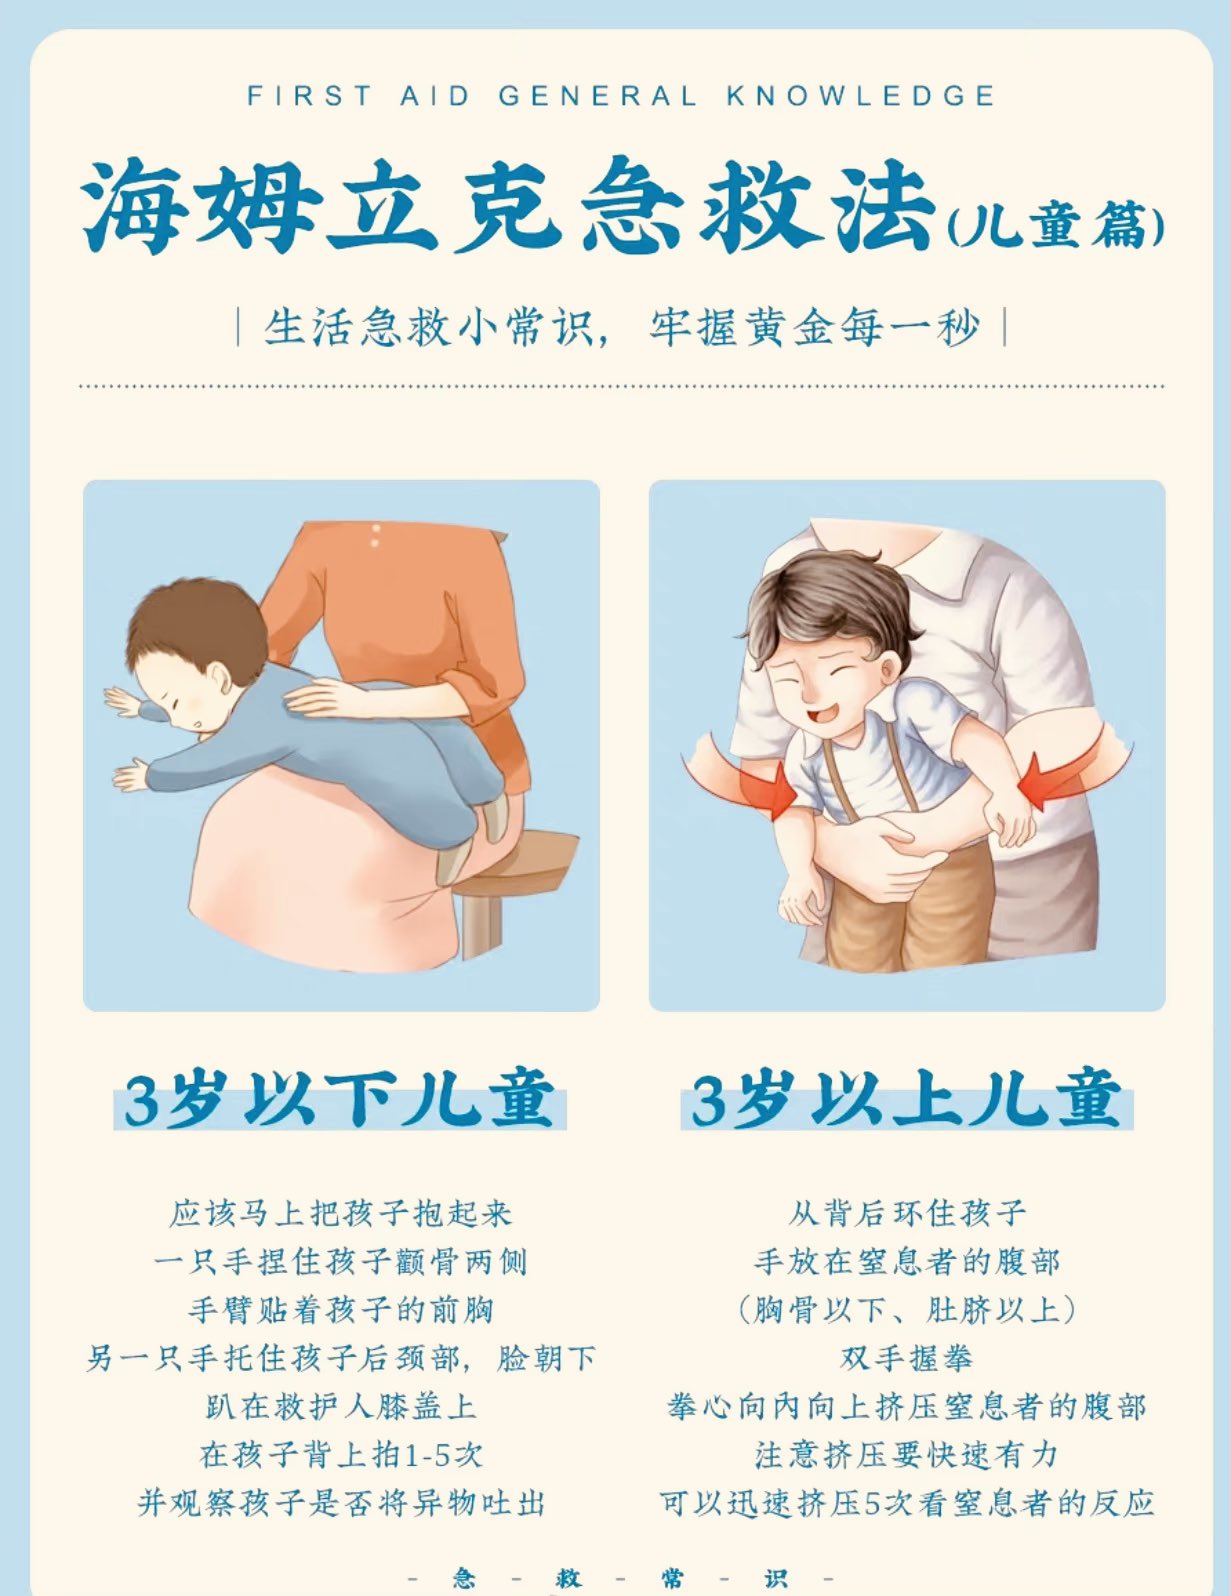 FIRST AID GENERAL KNOWLEDGE
海姆立克急救法(儿童篇)
|生活急救小常识，牢握黄金每一秒|
3岁以下儿童
应该马上把孩子抱起来
一只手捏住孩子颧骨两侧
手臂贴着孩子的前胸
另一只手托住孩子后颈部，脸朝下
趴在救护人膝盖上
在孩子背上拍1-5次
并观察孩子是否将异物吐出
3岁以上儿童
从背后环住孩子
手放在窒息者的腹部
（胸骨以下、肚脐以上）
双手握拳
拳心向内向上挤压窒息者的腹部
注意挤压要快速有力
可以迅速挤压5次看窒息者的反应
- 急 - 救 - 常 - 识 -